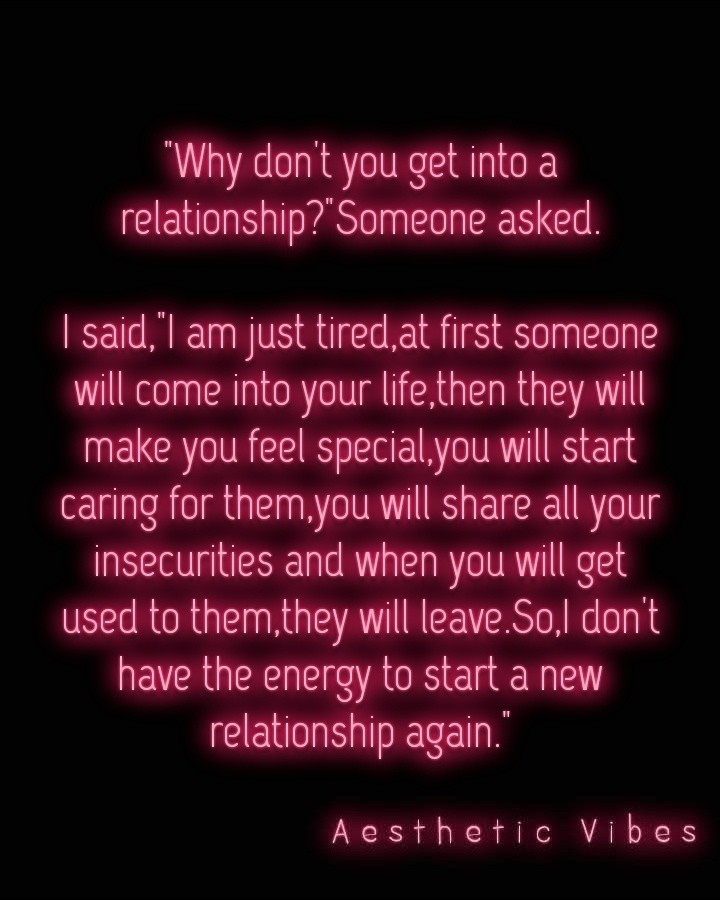 "Why don't you get into a
relationship?"Someone asked.
I said,"I am just tired,at first someone
will come into your life,then they will
make you feel special,you will start
caring for them,you will share all your
insecurities and when you will get
used to them,they will leave.So,I don't
have the energy to start a new
relationship again."
Aesthetic Vibes